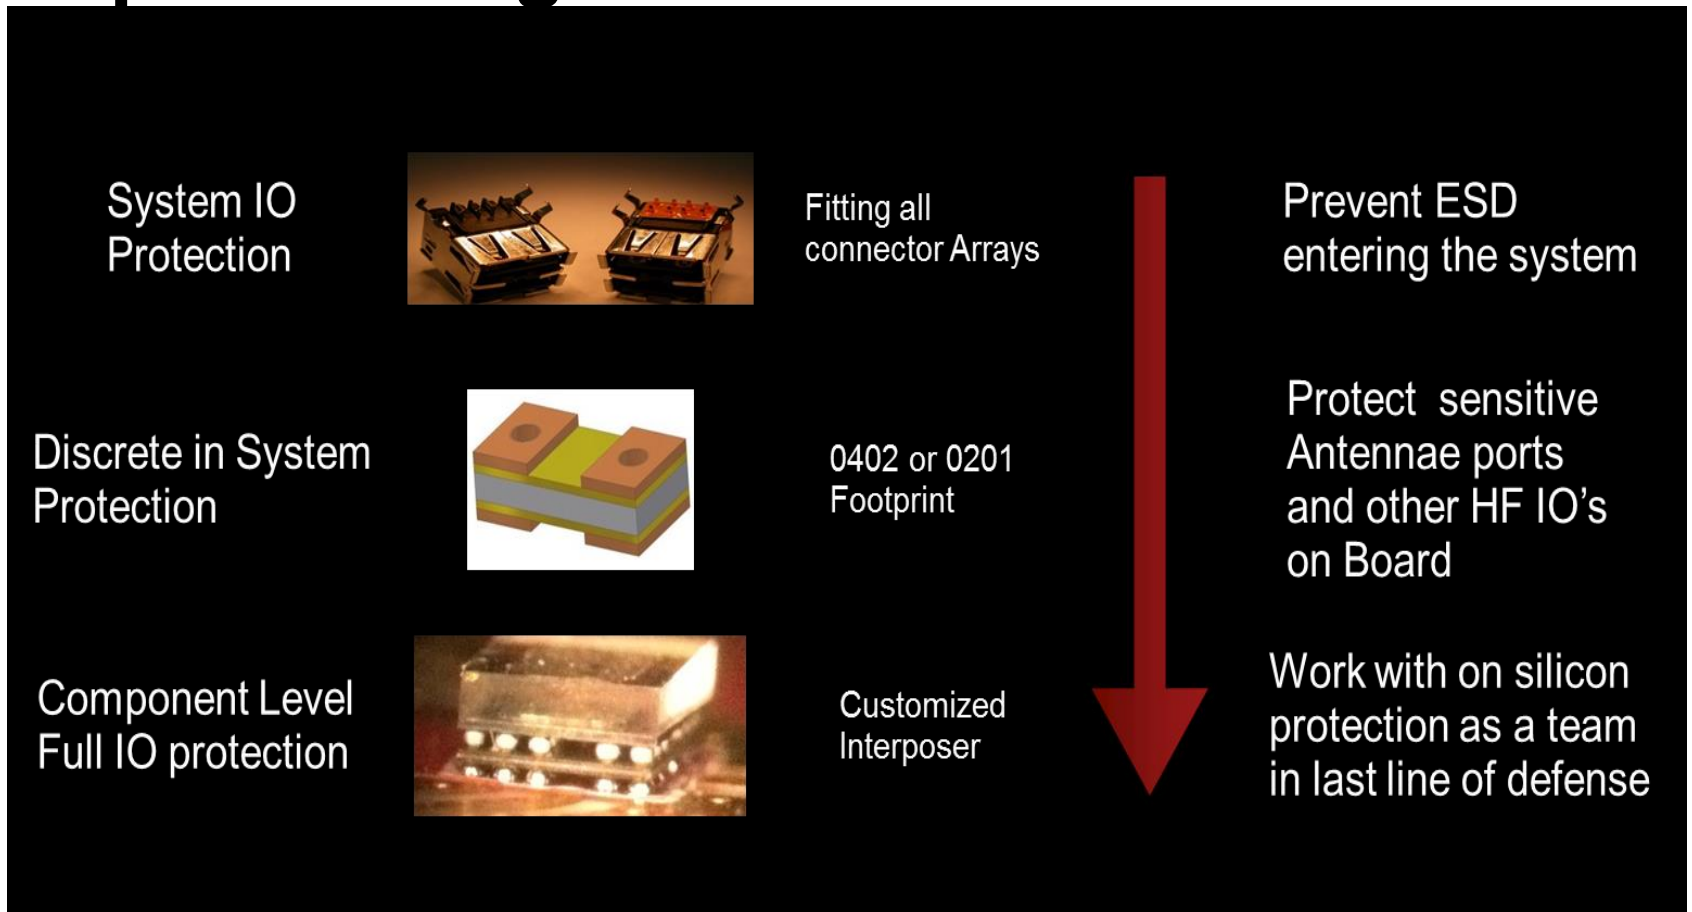 System IO
Protection
Fitting all
connector Arrays
Prevent ESD
entering the system
Discrete in System
Protection
0402 or 0201
Footprint
Protect  sensitive
Antennae ports
and other HF IO's
on Board
Component Level
Full IO protection
Customized
Interposer
Work with on silicon
protection as a team
in last line of defense